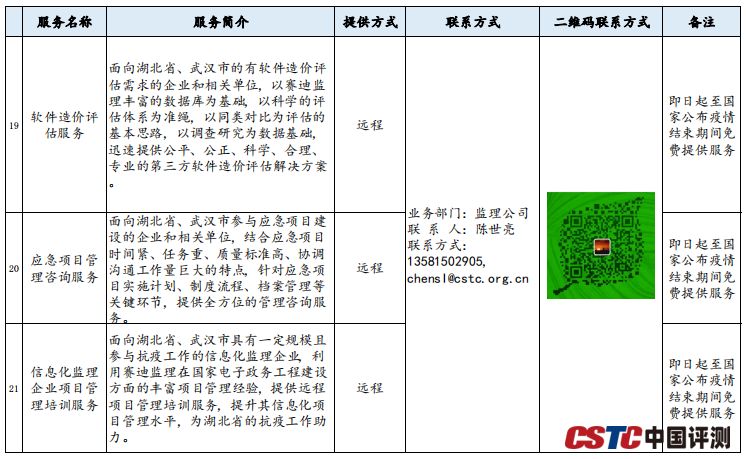 服务名称 服务简介 提供方式 联系方式 二维码联系方式 备注
19
软件造价评
估服务
面向湖北省、武汉市的有软件造价评
估需求的企业和相关单位，以赛迪监
理丰富的数据库为基础，以科学的评
估体系为准绳，以同类对比为评估的
基本思路，以调查研究为数据基础，
迅速提供公平、公正、科学、合理、
专业的第三方软件造价评估解决方案
。
远程
即日起至国
家公布疫情
结束期间免
费提供服务
20
应急项目管
理咨询服务
面向湖北省、武汉市参与应急项目建
设的企业和相关单位，结合应急项目
时间紧、任务重、质量标准高、协调
沟通工作量巨大的特点，针对应急项
目实施计划、制度流程、档案管理等
关键环节，提供全方位的管理咨询服
务。
远程
业务部门：监理公司
联 系 人：陈世亮
联系方式：
13581502905，
chensl@cstc.org.cn
即日起至国
家公布疫情
结束期间免
费提供服务
21
信息化监理
企业项目管
理培训服务
面向湖北省、武汉市具有一定规模且
参与抗疫工作的信息化监理企业，利
用赛迪监理在国家电子政务工程建设
方面的丰富项目管理经验，提供远程
项目管理培训服务，提升其信息化项
目管理水平，为湖北省的抗疫工作助
力。
远程
即日起至国
家公布疫情
结束期间免
费提供服务
CSTC中国评测